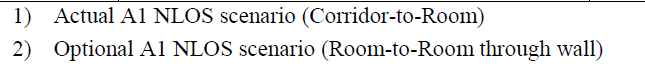 1) Actual A1 NLOS scenario (Corridor-to-Room)
2) Optional A1 NLOS scenario (Room-to-Room through wall)